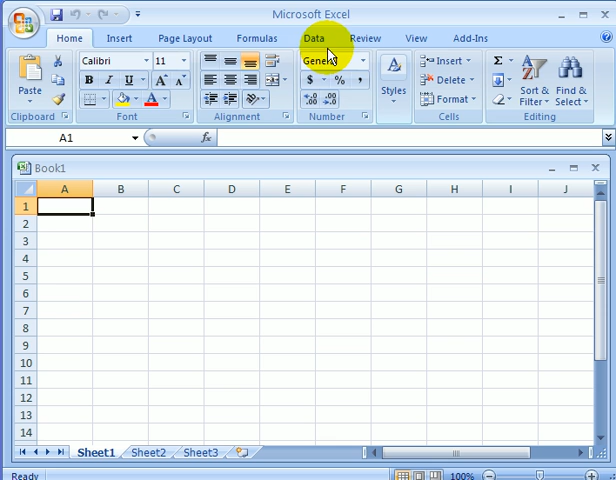 Microsoft Excel
Home Insert Page Layout Formulas Data Review View Add-Ins
Calibri 11 General Insert Σ
Paste B I U A A $ % , Styles Delete Sort & Filter Find & Select
A Format
Clipboard Font Alignment Number Cells Editing
A1 fx
Book1
A B C D E F G H I J
1
2
3
4
5
6
7
8
9
10
11
12
13
14
Sheet1 Sheet2 Sheet3
Ready 100%